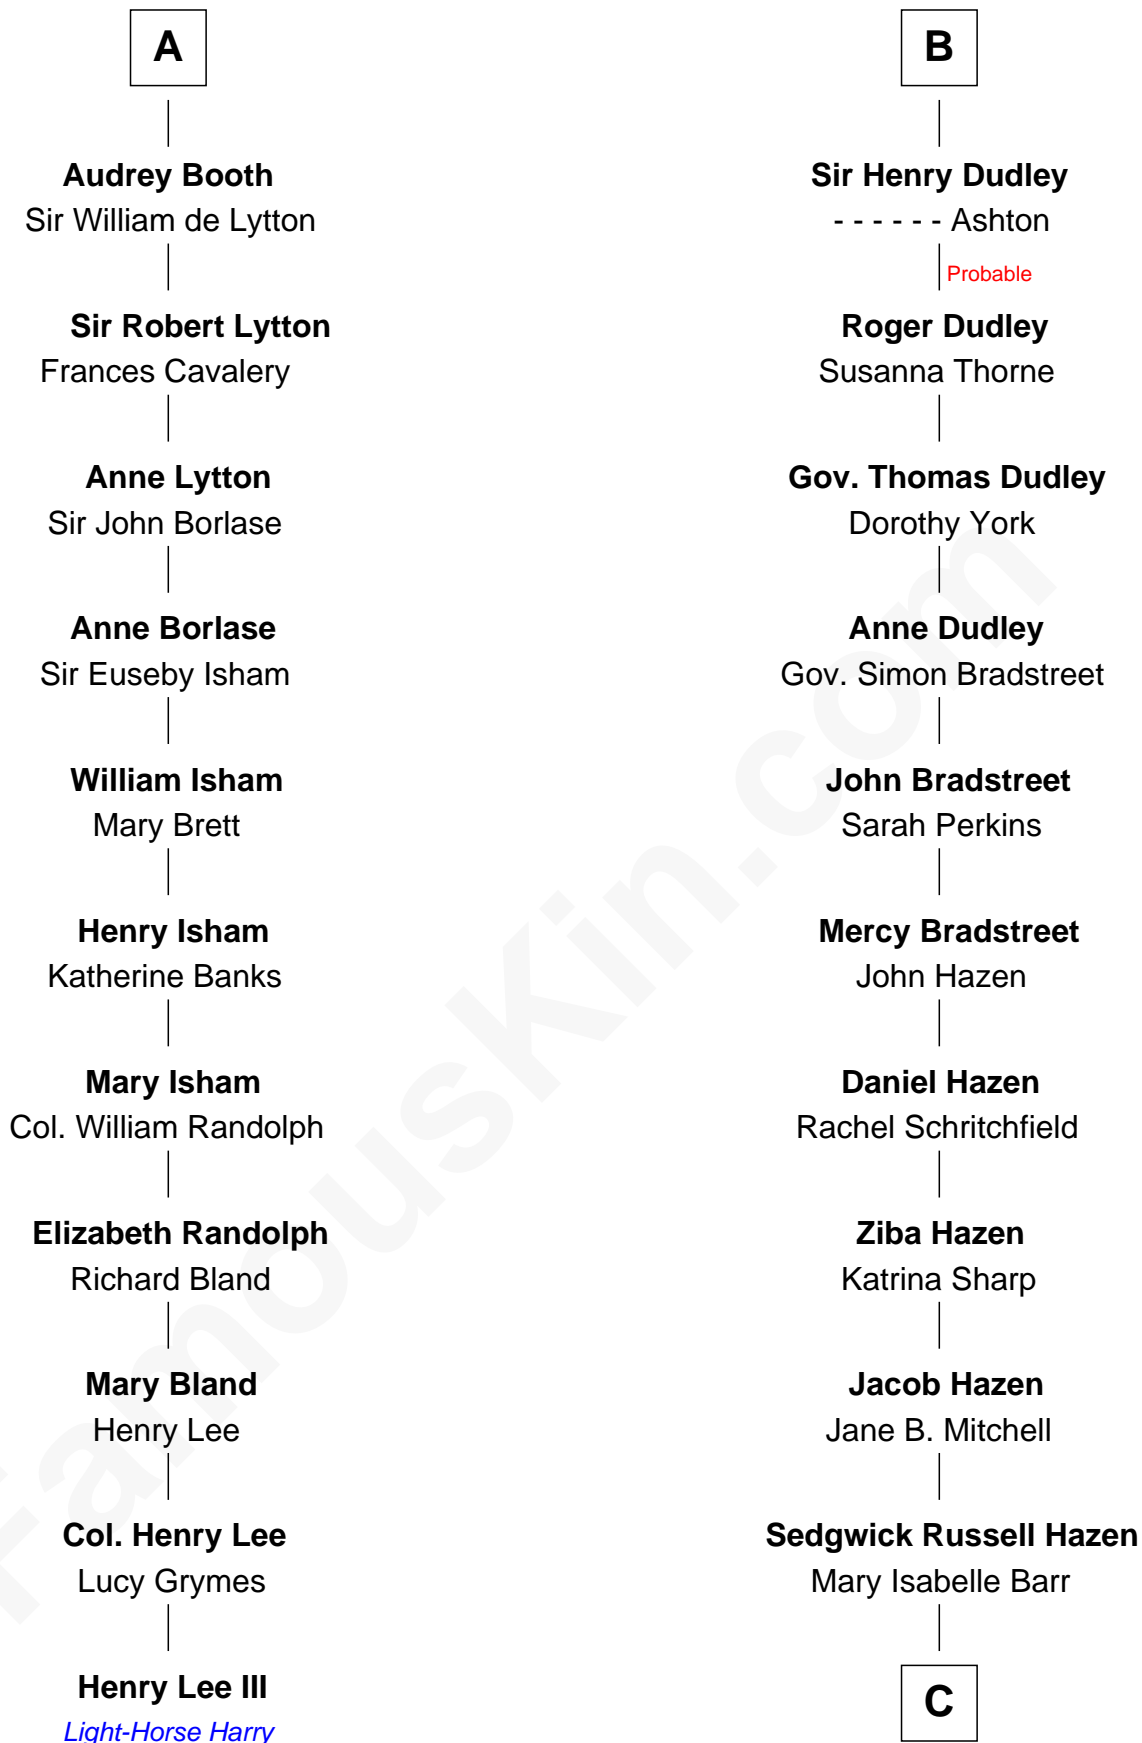 A
Audrey Booth
Sir William de Lytton
Sir Robert Lytton
Frances Cavalery
Anne Lytton
Sir John Borlase
Anne Borlase
Sir Euseby Isham
William Isham
Mary Brett
Henry Isham
Katherine Banks
Mary Isham
Col. William Randolph
Elizabeth Randolph
Richard Bland
Mary Bland
Henry Lee
Col. Henry Lee
Lucy Grymes
Henry Lee III
Light-Horse Harry
B
Sir Henry Dudley
- - - - - - Ashton
Probable
Roger Dudley
Susanna Thorne
Gov. Thomas Dudley
Dorothy York
Anne Dudley
Gov. Simon Bradstreet
John Bradstreet
Sarah Perkins
Mercy Bradstreet
John Hazen
Daniel Hazen
Rachel Schritchfield
Ziba Hazen
Katrina Sharp
Jacob Hazen
Jane B. Mitchell
Sedgwick Russell Hazen
Mary Isabelle Barr
C
FamousKin.com